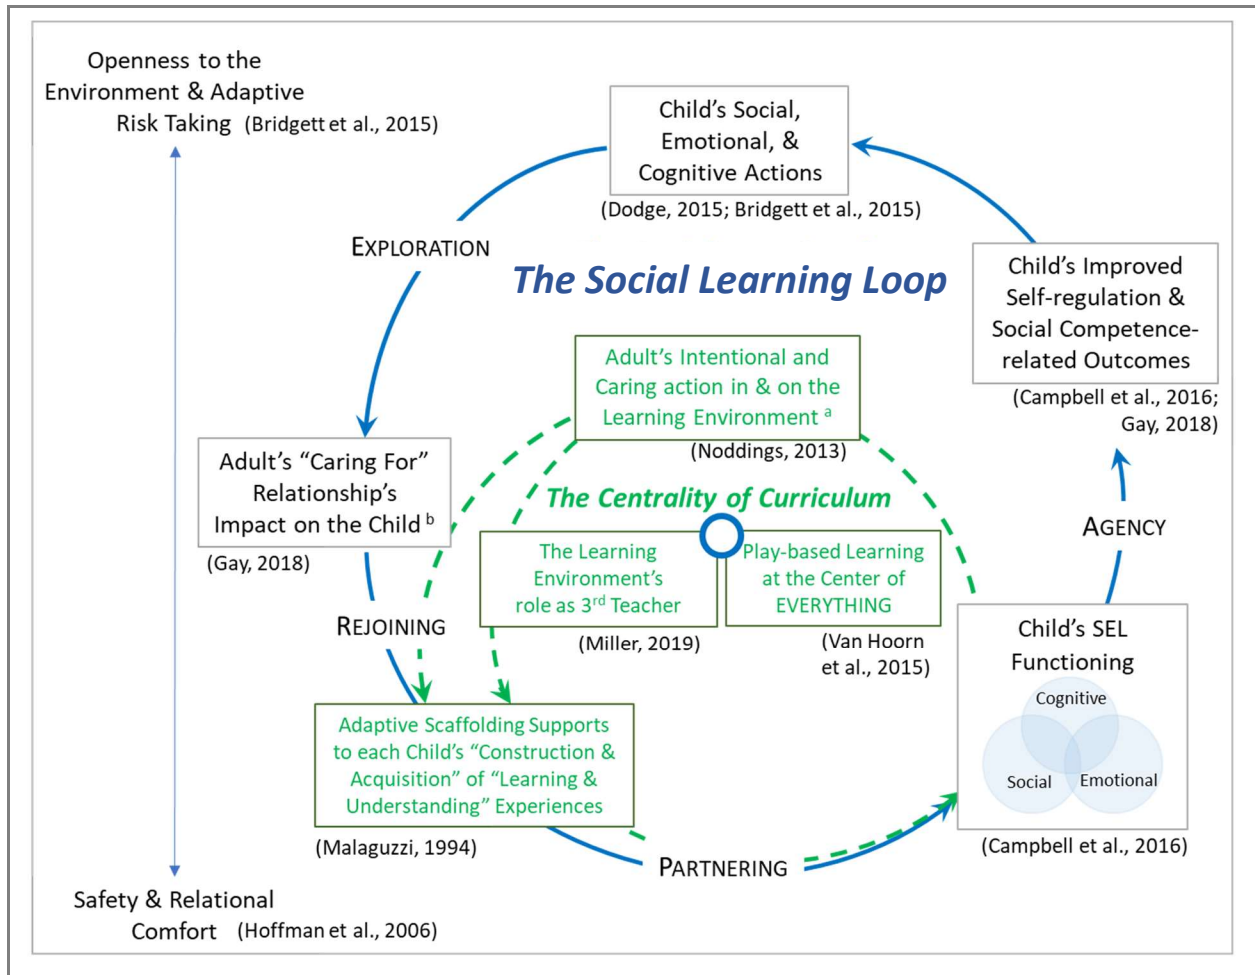 Openness to the
Environment & Adaptive
Risk Taking (Bridgett et al., 2015)
Child’s Social,
Emotional, &
Cognitive Actions
(Dodge, 2015; Bridgett et al., 2015)
EXPLORATION
The Social Learning Loop
Child’s Improved
Self-regulation &
Social Competence-
related Outcomes
(Campbell et al., 2016;
Gay, 2018)
Adult’s Intentional and
Caring action in & on the
Learning Environment a
(Noddings, 2013)
Adult’s “Caring For”
Relationship’s
Impact on the Child b
(Gay, 2018)
The Centrality of Curriculum
The Learning
Environment’s
role as 3rd Teacher
(Miller, 2019)
Play-based Learning
at the Center of
EVERYTHING
(Van Hoorn
et al., 2015)
AGENCY
REJOINING
Child’s SEL
Functioning
Cognitive
Social
Emotional
(Campbell et al., 2016)
Adaptive Scaffolding Supports
to each Child’s “Construction &
Acquisition” of “Learning &
Understanding” Experiences
(Malaguzzi, 1994)
PARTNERING
Safety & Relational
Comfort (Hoffman et al., 2006)